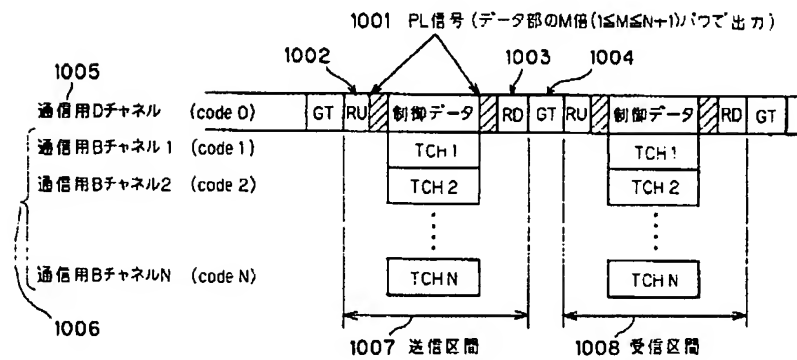 1001 PL信号(データ部のM倍(1≦M≦N+1)パワで出力)
1002 1003 1004
1005
通信用Dチャネル (code 0) GT RU 制御データ RD GT RU 制御データ RD GT
通信用Bチャネル1 (code 1) TCH 1 TCH 1
通信用Bチャネル2 (code 2) TCH 2 TCH 2
通信用BチャネルN (code N) TCH N TCH N
1006
1007 送信区間 1008 受信区間